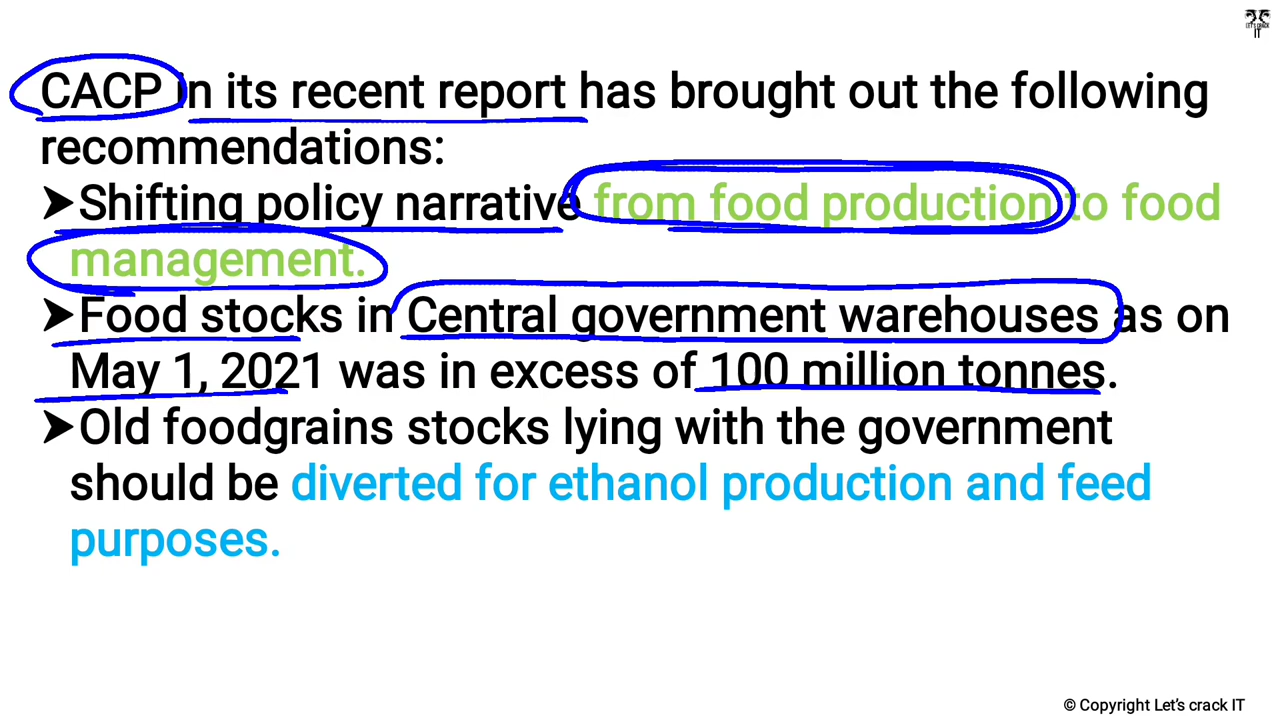 LET'S CRACK
IT
CACP in its recent report has brought out the following
recommendations:
➤Shifting policy narrative from food production to food
management.
➤Food stocks in Central government warehouses as on
May 1, 2021 was in excess of 100 million tonnes.
➤Old foodgrains stocks lying with the government
should be diverted for ethanol production and feed
purposes.
© Copyright Let's crack IT